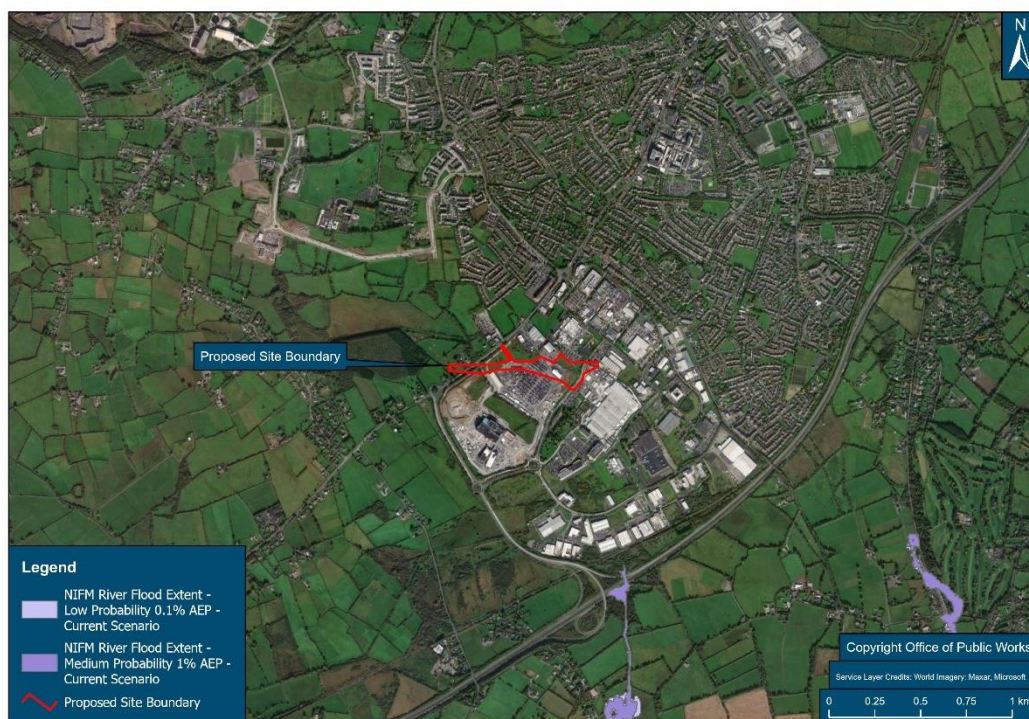 N
Proposed Site Boundary
Legend
NIFM River Flood Extent -
Low Probability 0.1% AEP -
Current Scenario
NIFM River Flood Extent -
Medium Probability 1% AEP -
Current Scenario
Proposed Site Boundary
Copyright Office of Public Works
Service Layer Credits: World Imagery: Maxar, Microsoft
0 0.25 0.5 0.75 1 km